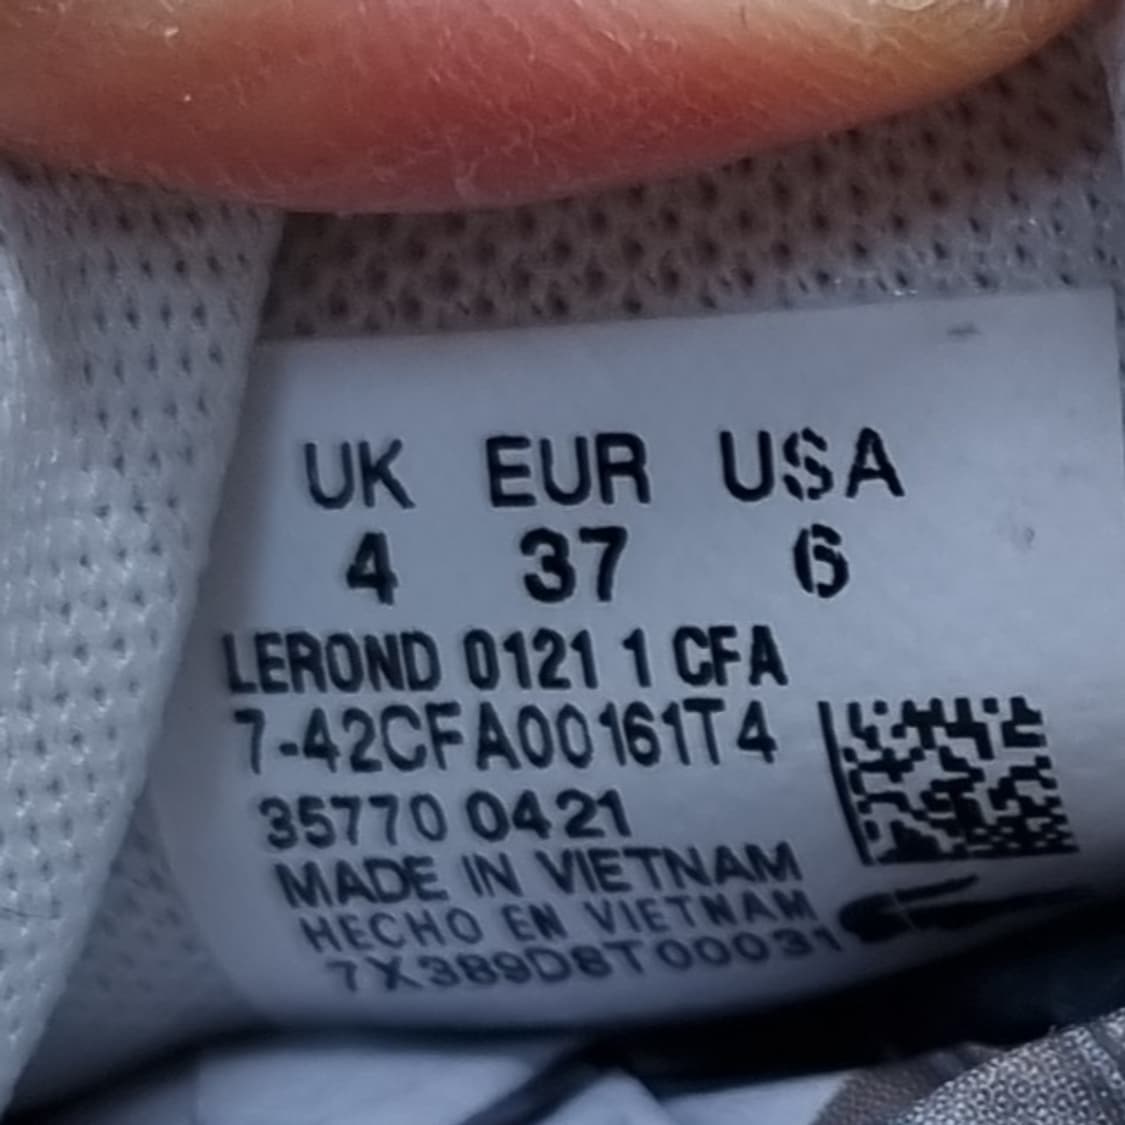 UK EUR USA
4 37 6
LEROND 0121 1 CFA
7-42CFA00161T4
35770 0421
MADE IN VIETNAM
HECHO EN VIETNAM
7X389D8T00031